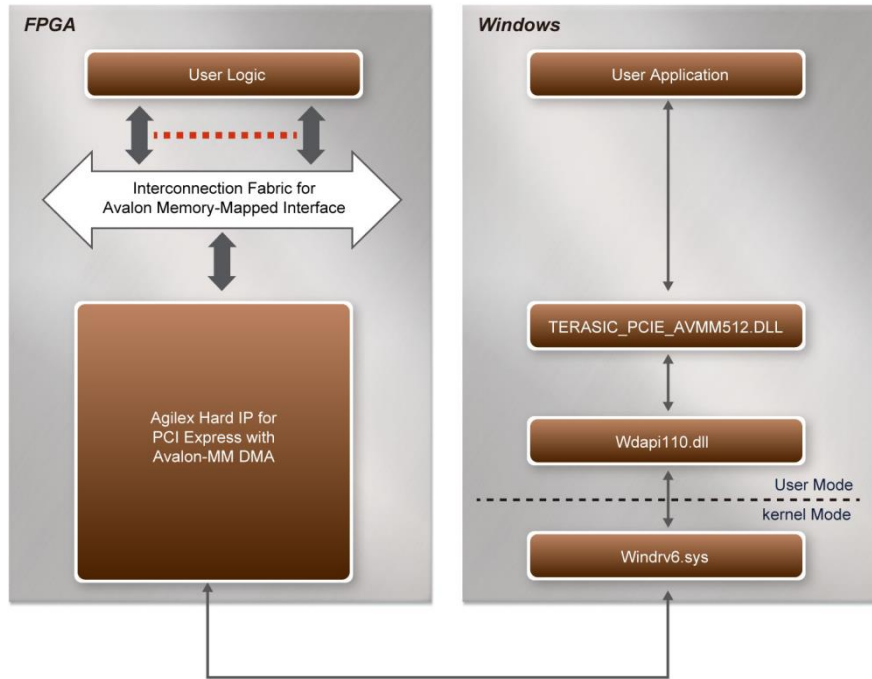 FPGA
User Logic
Interconnection Fabric for
Avalon Memory-Mapped Interface
Agilex Hard IP for
PCI Express with
Avalon-MM DMA
Windows
User Application
TERASIC_PCIE_AVMM512.DLL
Wdapi110.dll
User Mode
kernel Mode
Windrv6.sys